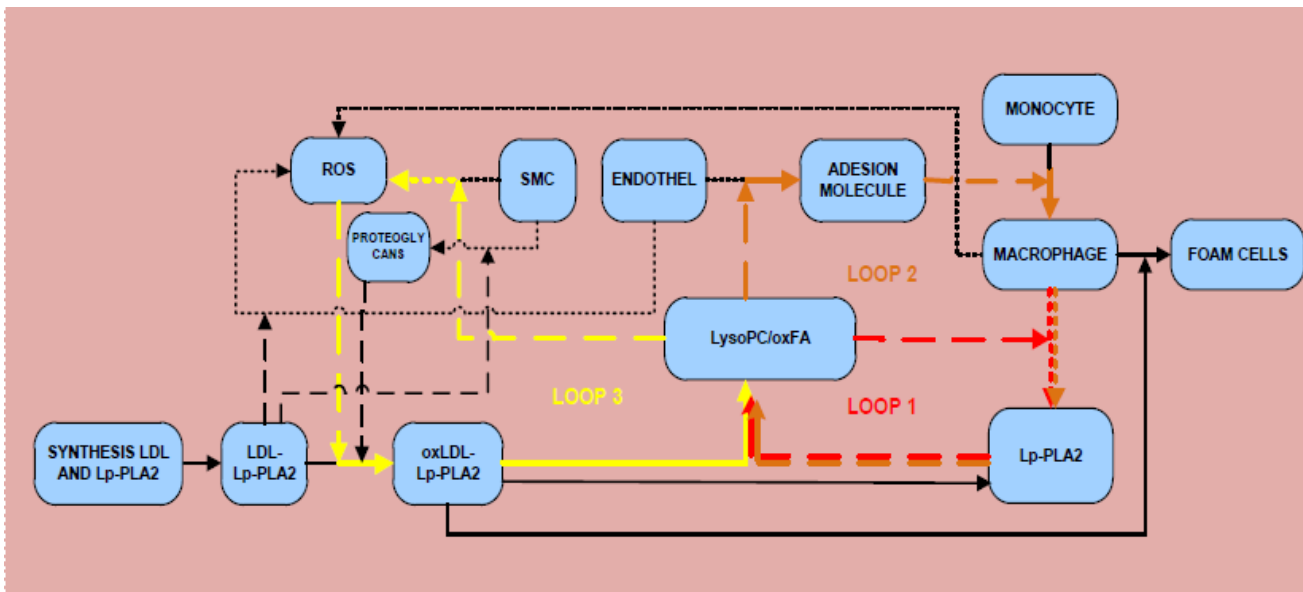 MONOCYTE
ROS
SMC
ENDOTHEL
ADESION
MOLECULE
PROTEOGLY
CANS
MACROPHAGE
FOAM CELLS
LOOP 2
LysoPC/oxFA
LOOP 3
LOOP 1
SYNTHESIS LDL
AND Lp-PLA2
LDL-
Lp-PLA2
oxLDL-
Lp-PLA2
Lp-PLA2